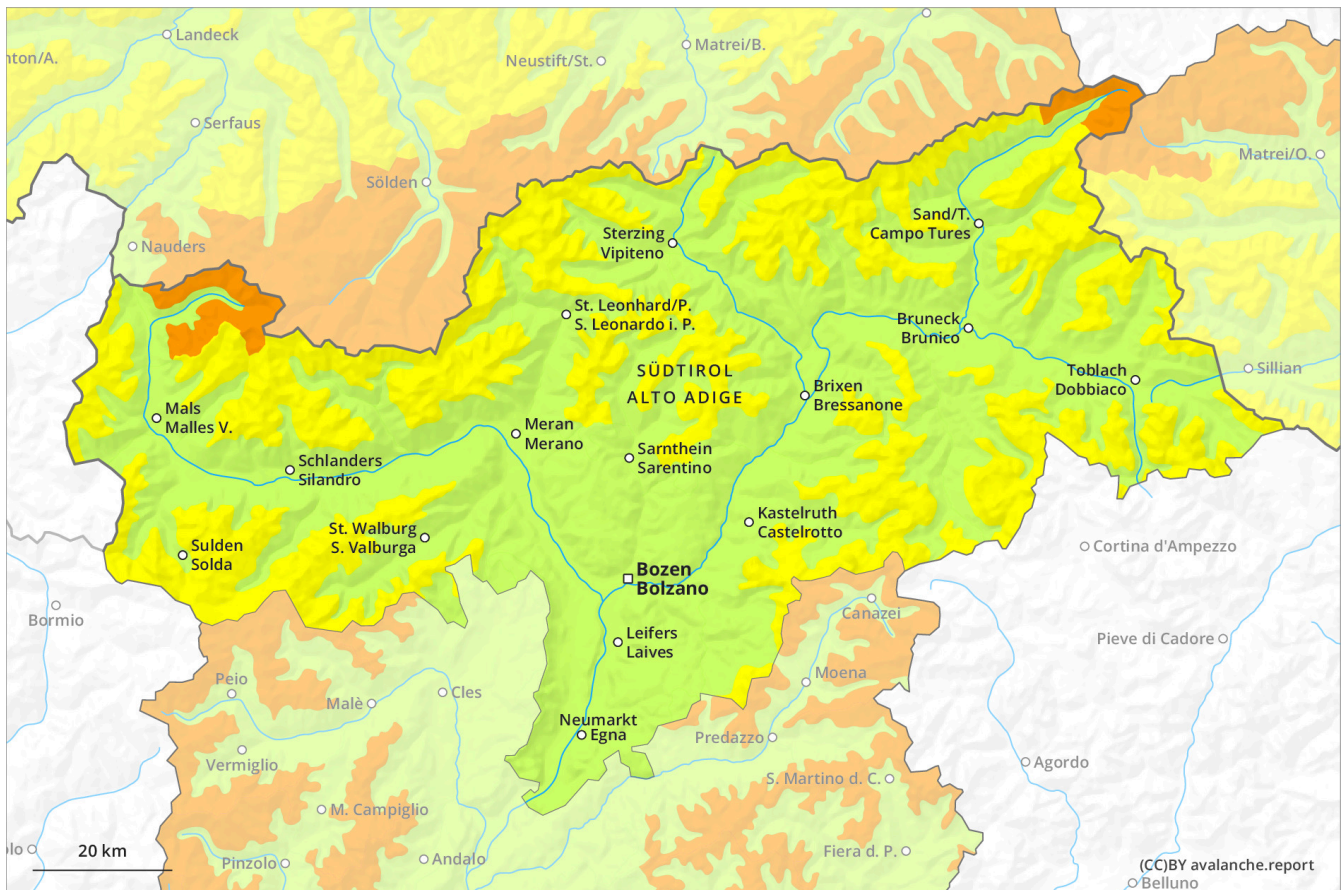 Landeck
nton/A.
Neustift/St.
Matrei/B.
Serfaus
Matrei/O.
Sölden
Sand/T.
Campo Tures
Nauders
Sterzing
Vipiteno
St. Leonhard/P.
S. Leonardo i. P.
Bruneck
Brunico
SÜDTIROL
ALTO ADIGE
Toblach
Dobbiaco
Sillian
Brixen
Bressanone
Mals
Malles V.
Meran
Merano
Sarnthein
Sarentino
Schlanders
Silandro
Kastelruth
Castelrotto
St. Walburg
S. Valburga
Sulden
Solda
Cortina d'Ampezzo
Bozen
Bolzano
Bormio
Canazei
Leifers
Laives
Pieve di Cadore
Peio
Moena
Malè
Cles
Neumarkt
Egna
Predazzo
Vermiglio
Agordo
S. Martino d. C.
M. Campiglio
olo
20 km
Pinzolo
Andalo
Fiera d. P.
(CC)BY avalanche.report
Belluno